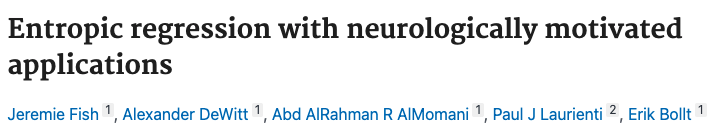 Entropic regression with neurologically motivated
applications
Jeremie Fish 1, Alexander DeWitt 1, Abd AlRahman R AlMomani 1, Paul J Laurienti 2, Erik Bollt 1